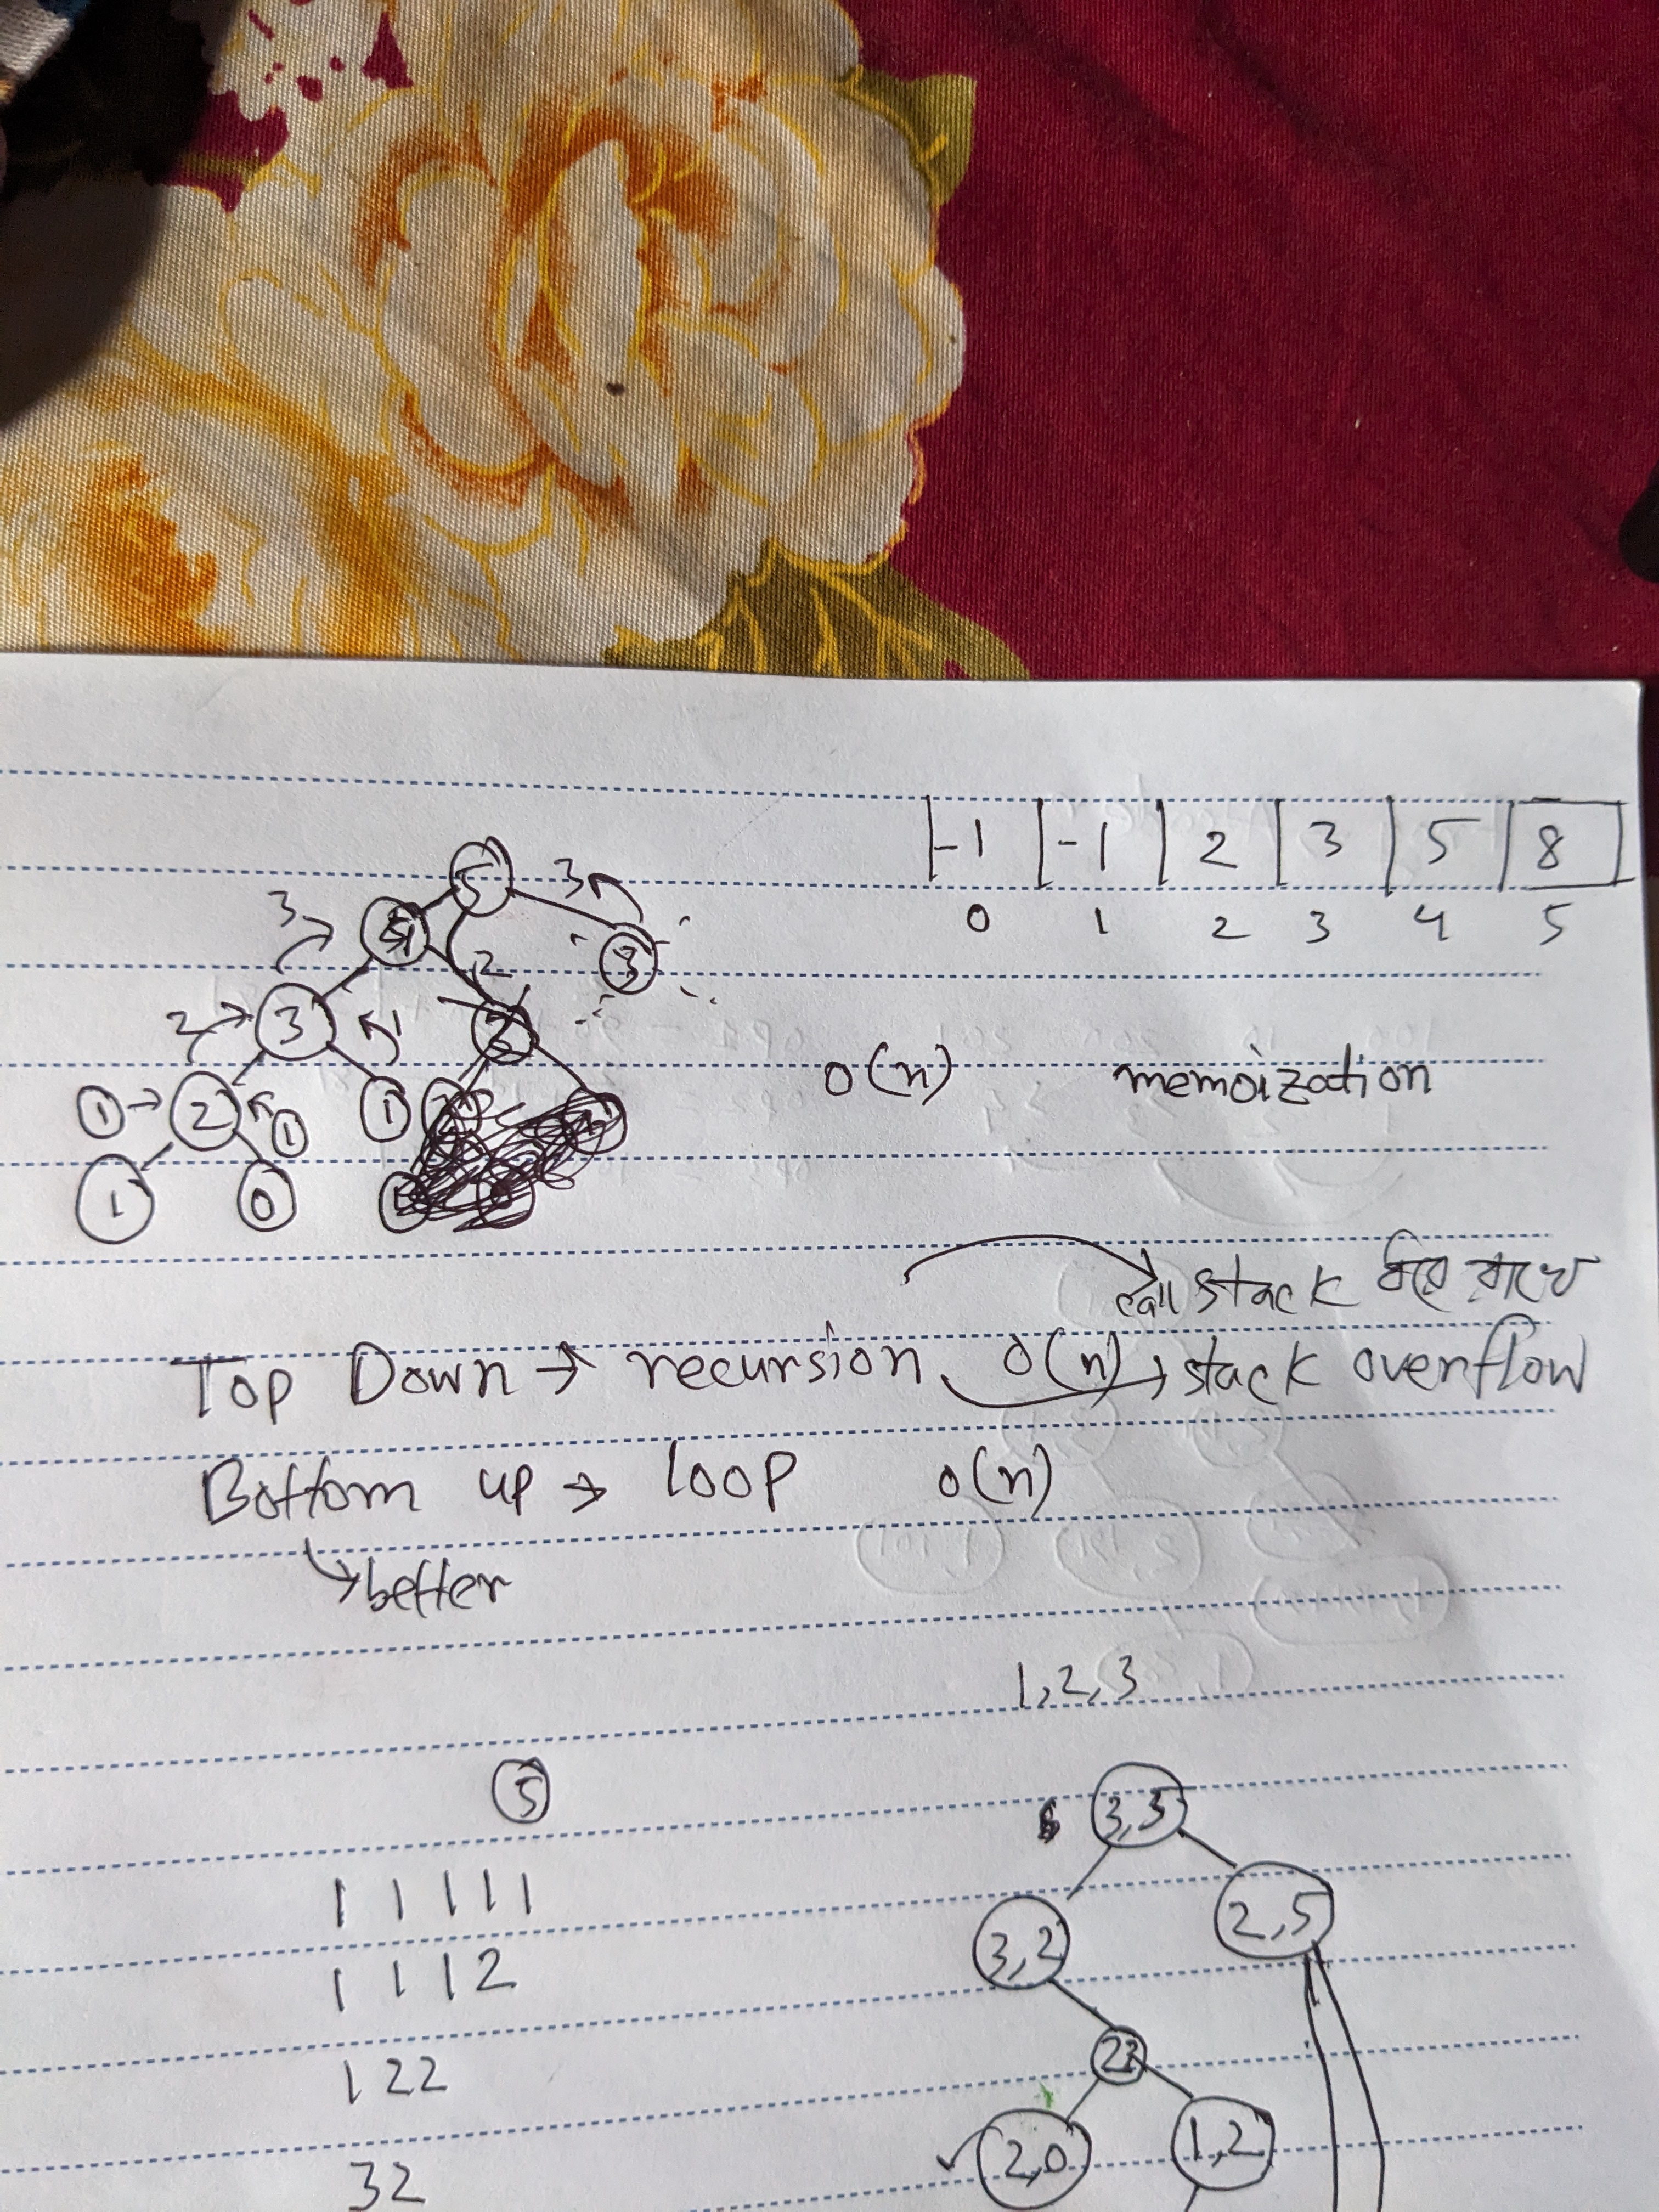 -1 -1 2 3 5 8
0 1 2 3 4 5
5 3
3 4 3
2 3 1 2 2
1 2 1 1
1 0
o(n) memoization
call stack করে রাখে
Top Down → recursion o(n) → stack overflow
Bottom up → loop o(n)
better
1,2,3
5
3,5
1 1 1 1 1
3,2 2,5
1 1 1 2
2,2
1 2 2
2,0 1,2
3 2